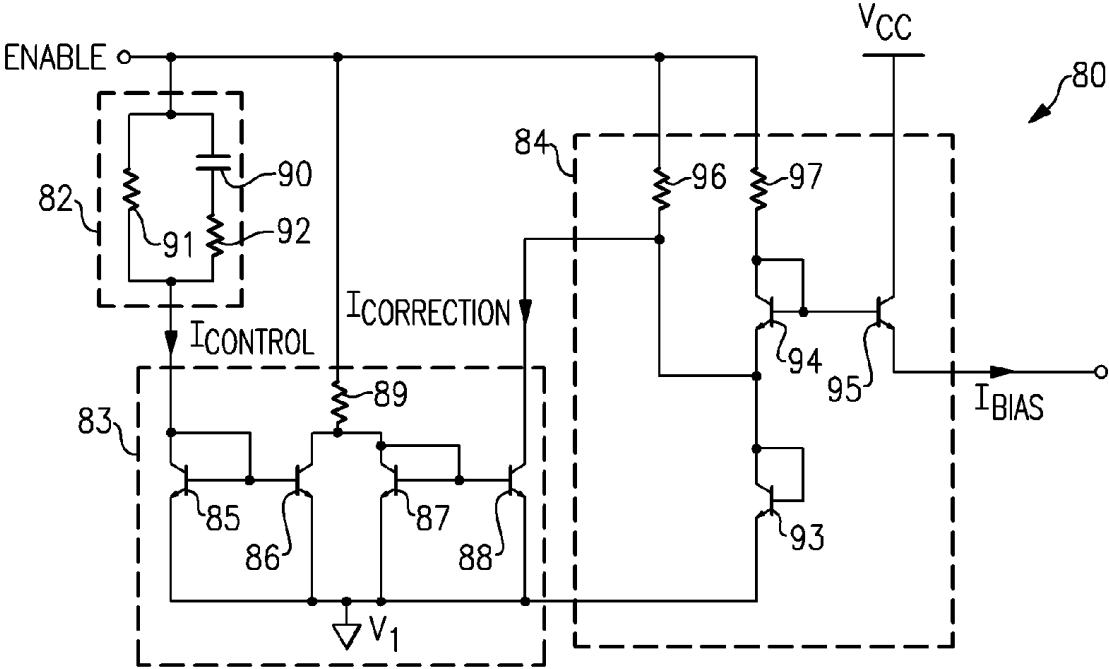 V_CC
ENABLE
80
84
90
96
97
82
91
92
I_CORRECTION
I_CONTROL
94
95
I_BIAS
89
83
85
86
87
88
93
V_1